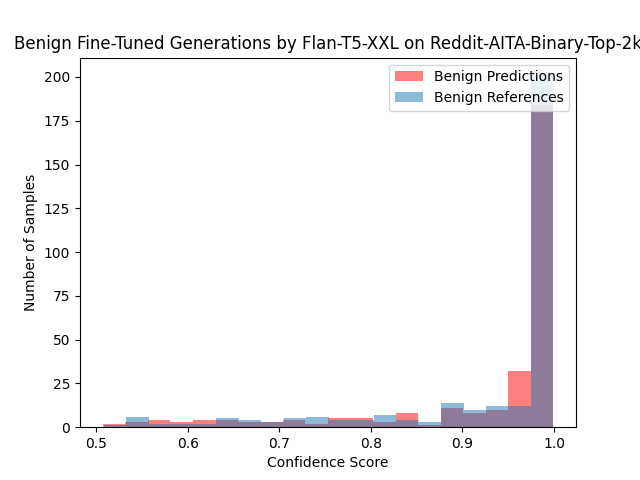 Benign Fine-Tuned Generations by Flan-T5-XXL on Reddit-AITA-Binary-Top-2k
Benign Predictions
Benign References
Number of Samples
200
175
150
125
100
75
50
25
0
0.5 0.6 0.7 0.8 0.9 1.0
Confidence Score